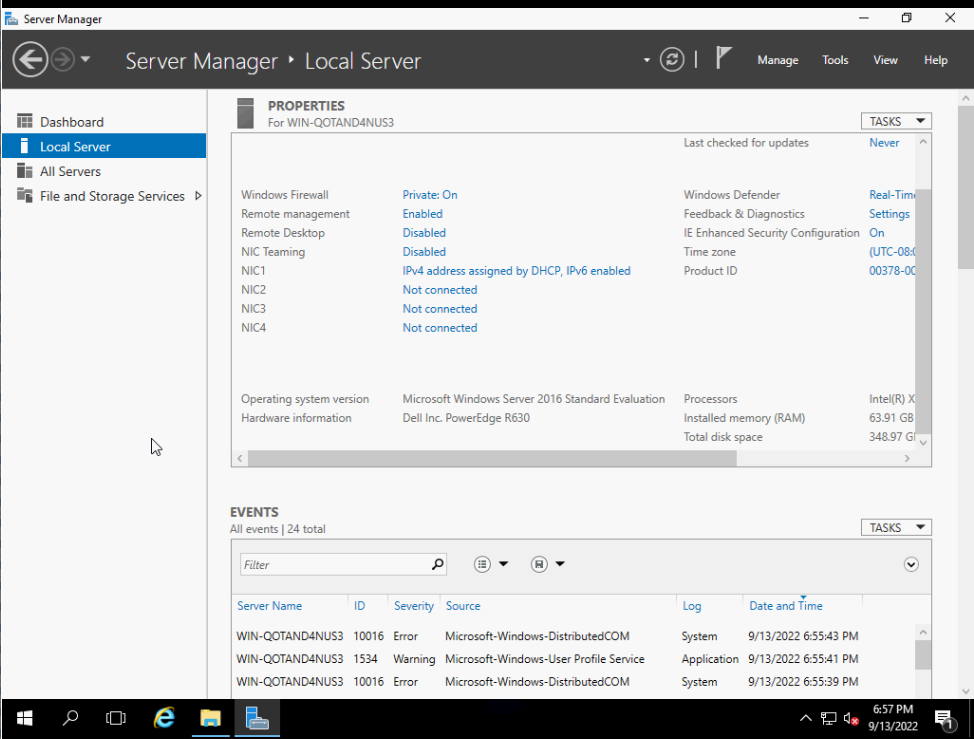 Server Manager
Server Manager ‣ Local Server
Manage Tools View Help
Dashboard
Local Server
All Servers
File and Storage Services
PROPERTIES
For WIN-QOTAND4NUS3
TASKS
Last checked for updates Never
Windows Firewall Private: On Windows Defender Real-Time
Remote management Enabled Feedback & Diagnostics Settings
Remote Desktop Disabled IE Enhanced Security Configuration On
NIC Teaming Disabled Time zone (UTC-08:0
NIC1 IPv4 address assigned by DHCP, IPv6 enabled Product ID 00378-00
NIC2 Not connected
NIC3 Not connected
NIC4 Not connected
Operating system version Microsoft Windows Server 2016 Standard Evaluation Processors Intel(R) X
Hardware information Dell Inc. PowerEdge R630 Installed memory (RAM) 63.91 GB
Total disk space 348.97 G
EVENTS
All events | 24 total
TASKS
Filter
Server Name ID Severity Source Log Date and Time
WIN-QOTAND4NUS3 10016 Error Microsoft-Windows-DistributedCOM System 9/13/2022 6:55:43 PM
WIN-QOTAND4NUS3 1534 Warning Microsoft-Windows-User Profile Service Application 9/13/2022 6:55:41 PM
WIN-QOTAND4NUS3 10016 Error Microsoft-Windows-DistributedCOM System 9/13/2022 6:55:39 PM
6:57 PM
9/13/2022
1